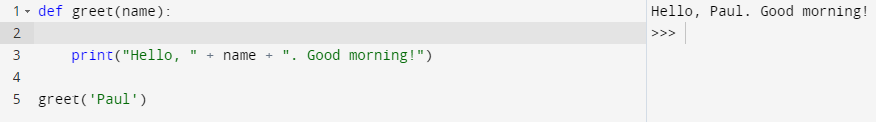 1 def greet(name):
2
3 print("Hello, " + name + ". Good morning!")
4
5 greet('Paul')
Hello, Paul. Good morning!
>>>